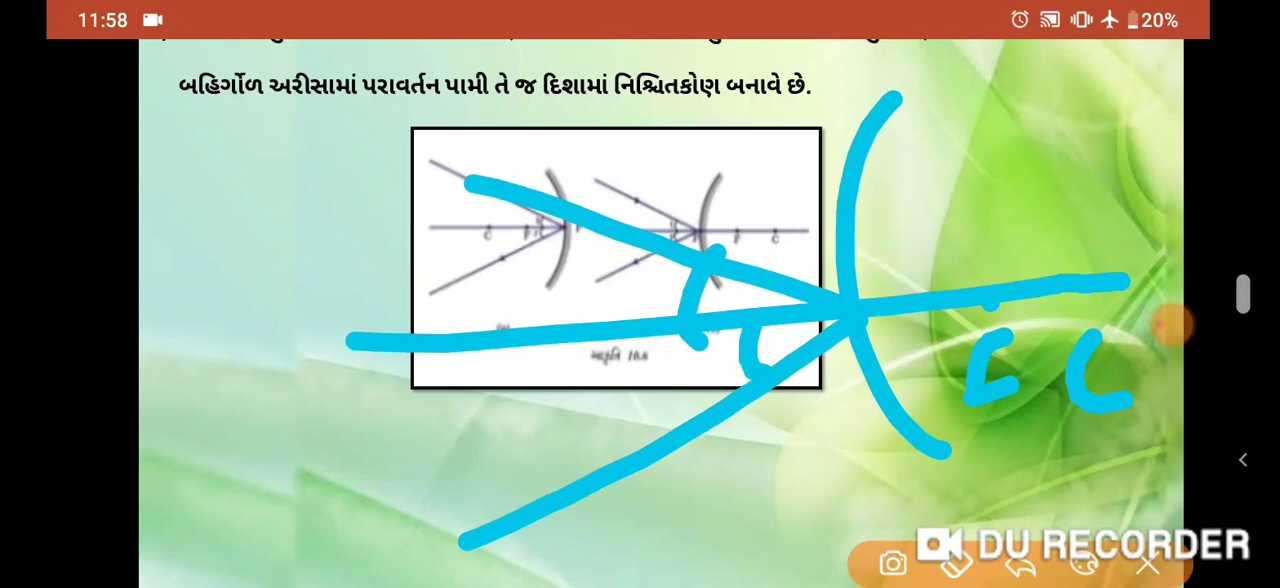 11:58 20%
બહિર્ગોળ અરીસામાં પરાવર્તન પામી તે જ દિશામાં નિશ્ચિતકોણ બનાવે છે.
C
F C
આકૃતિ 10.6
C
DU RECORDER